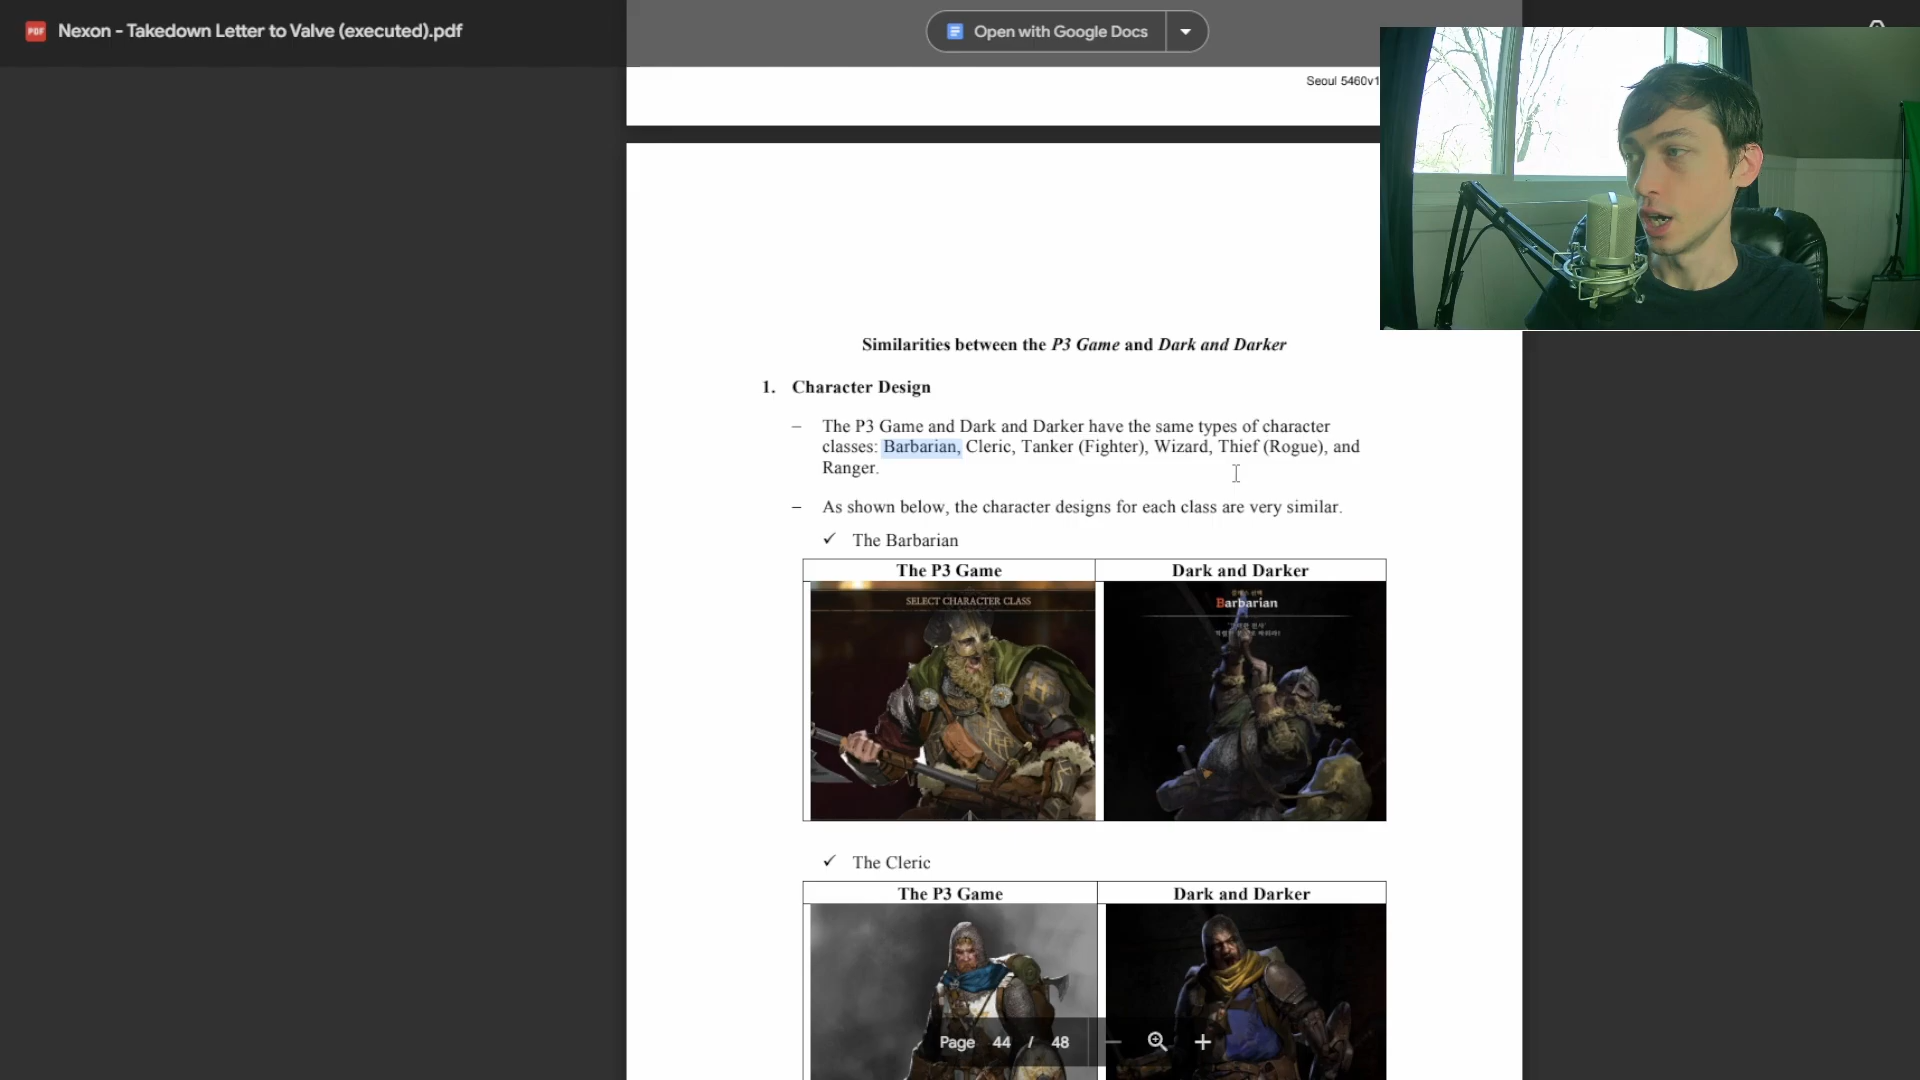 PDF
Nexon - Takedown Letter to Valve (executed).pdf
Open with Google Docs
Seoul 5460v1
Similarities between the P3 Game and Dark and Darker
1. Character Design
– The P3 Game and Dark and Darker have the same types of character
classes: Barbarian, Cleric, Tanker (Fighter), Wizard, Thief (Rogue), and
Ranger.
– As shown below, the character designs for each class are very similar.
✓ The Barbarian
The P3 Game
Dark and Darker
SELECT CHARACTER CLASS
Barbarian
✓ The Cleric
The P3 Game
Dark and Darker
Page 44 / 48